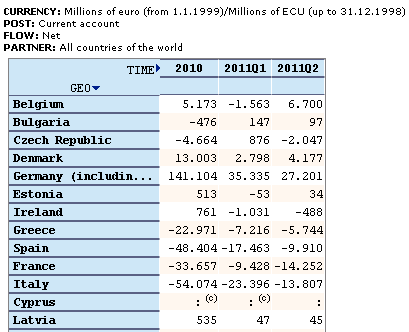 CURRENCY: Millions of euro (from 1.1.1999)/Millions of ECU (up to 31.12.1998)
POST: Current account
FLOW: Net
PARTNER: All countries of the world
TIME 2010 2011Q1 2011Q2
GEO
Belgium 5.173 -1.563 6.700
Bulgaria -476 147 97
Czech Republic -4.664 876 -2.047
Denmark 13.003 2.798 4.177
Germany (includin... 141.104 35.335 27.201
Estonia 513 -53 34
Ireland 761 -1.031 -488
Greece -22.971 -7.216 -5.744
Spain -48.404 -17.463 -9.910
France -33.657 -9.428 -14.252
Italy -54.074 -23.396 -13.807
Cyprus : (c) : (c) :
Latvia 535 47 45